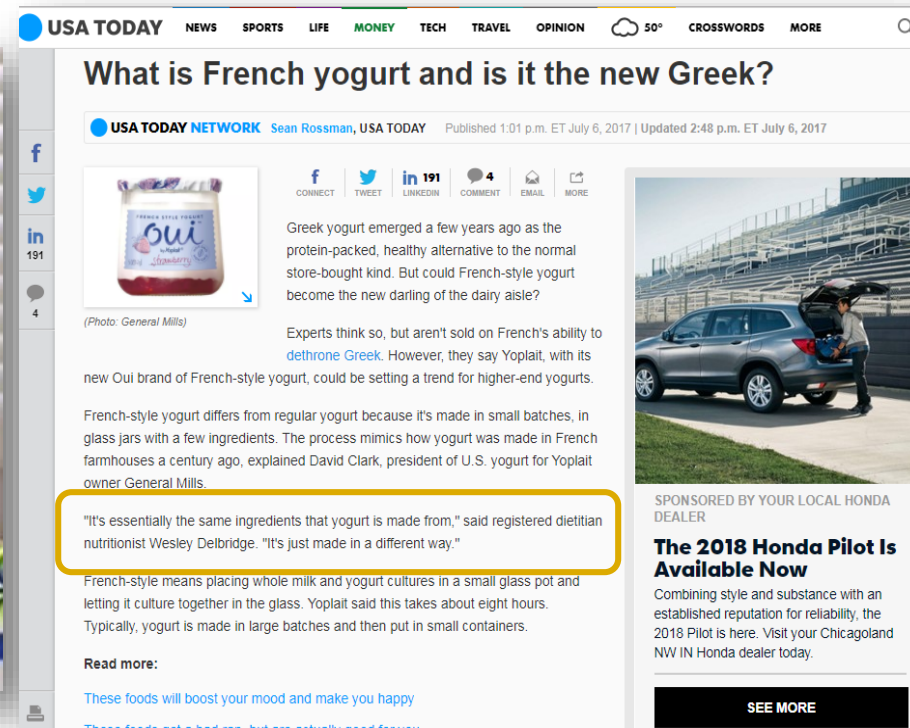 USA TODAY NEWS SPORTS LIFE MONEY TECH TRAVEL OPINION 50° CROSSWORDS MORE
What is French yogurt and is it the new Greek?
USA TODAY NETWORK Sean Rossman, USA TODAY Published 1:01 p.m. ET July 6, 2017 | Updated 2:48 p.m. ET July 6, 2017
f
in
191
4
FRENCH STYLE YOGURT
Oui
by Yoplait
strawberry
(Photo: General Mills)
f in 191 4
CONNECT TWEET LINKEDIN COMMENT EMAIL MORE
Greek yogurt emerged a few years ago as the
protein-packed, healthy alternative to the normal
store-bought kind. But could French-style yogurt
become the new darling of the dairy aisle?
Experts think so, but aren't sold on French's ability to
dethrone Greek. However, they say Yoplait, with its
new Oui brand of French-style yogurt, could be setting a trend for higher-end yogurts.
French-style yogurt differs from regular yogurt because it's made in small batches, in
glass jars with a few ingredients. The process mimics how yogurt was made in French
farmhouses a century ago, explained David Clark, president of U.S. yogurt for Yoplait
owner General Mills.
"It's essentially the same ingredients that yogurt is made from," said registered dietitian
nutritionist Wesley Delbridge. "It's just made in a different way."
French-style means placing whole milk and yogurt cultures in a small glass pot and
letting it culture together in the glass. Yoplait said this takes about eight hours.
Typically, yogurt is made in large batches and then put in small containers.
Read more:
These foods will boost your mood and make you happy
These foods get a bad rap, but are actually good for you
SPONSORED BY YOUR LOCAL HONDA
DEALER
The 2018 Honda Pilot Is
Available Now
Combining style and substance with an
established reputation for reliability, the
2018 Pilot is here. Visit your Chicagoland
NW IN Honda dealer today.
SEE MORE